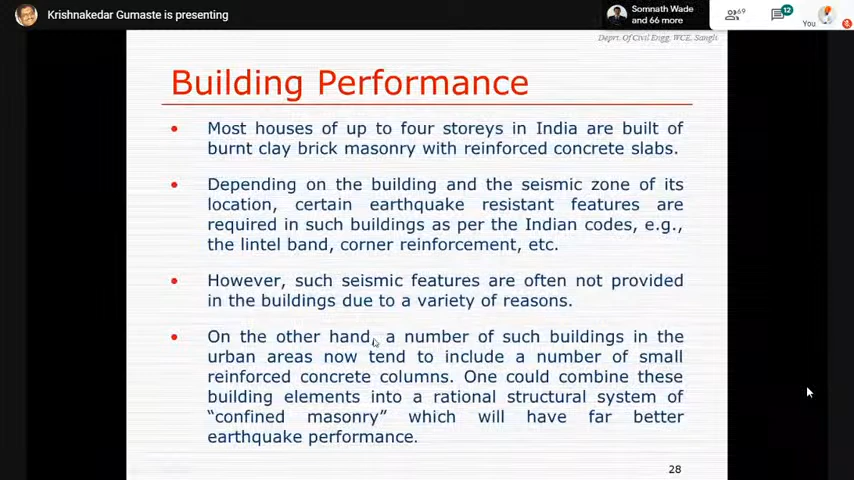 Krishnakedar Gumaste is presenting
Somnath Wade
and 66 more
69
12
You
Deprt. Of Civil Engg. WCE, Sangli
Building Performance
• Most houses of up to four storeys in India are built of
burnt clay brick masonry with reinforced concrete slabs.
• Depending on the building and the seismic zone of its
location, certain earthquake resistant features are
required in such buildings as per the Indian codes, e.g.,
the lintel band, corner reinforcement, etc.
• However, such seismic features are often not provided
in the buildings due to a variety of reasons.
• On the other hand, a number of such buildings in the
urban areas now tend to include a number of small
reinforced concrete columns. One could combine these
building elements into a rational structural system of
“confined masonry” which will have far better
earthquake performance.
28